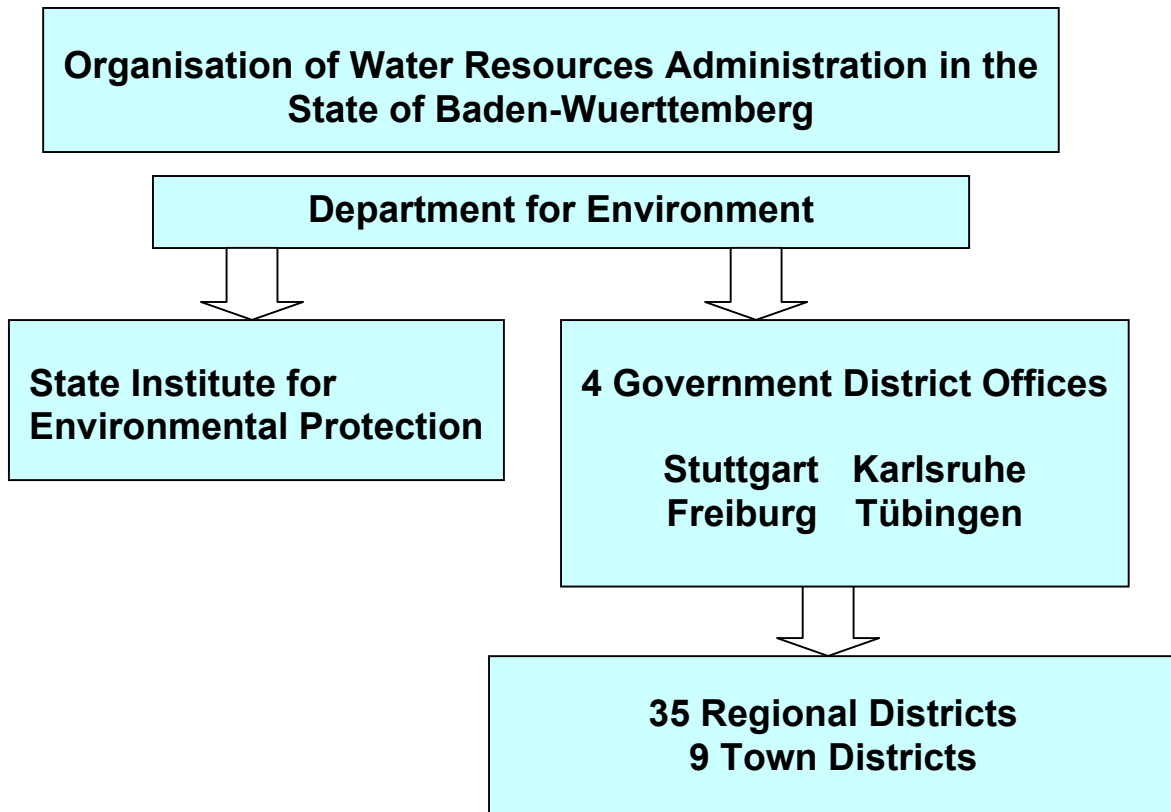 Organisation of Water Resources Administration in the
State of Baden-Wuerttemberg
Department for Environment
State Institute for
Environmental Protection
4 Government District Offices
Stuttgart Karlsruhe
Freiburg Tübingen
35 Regional Districts
9 Town Districts